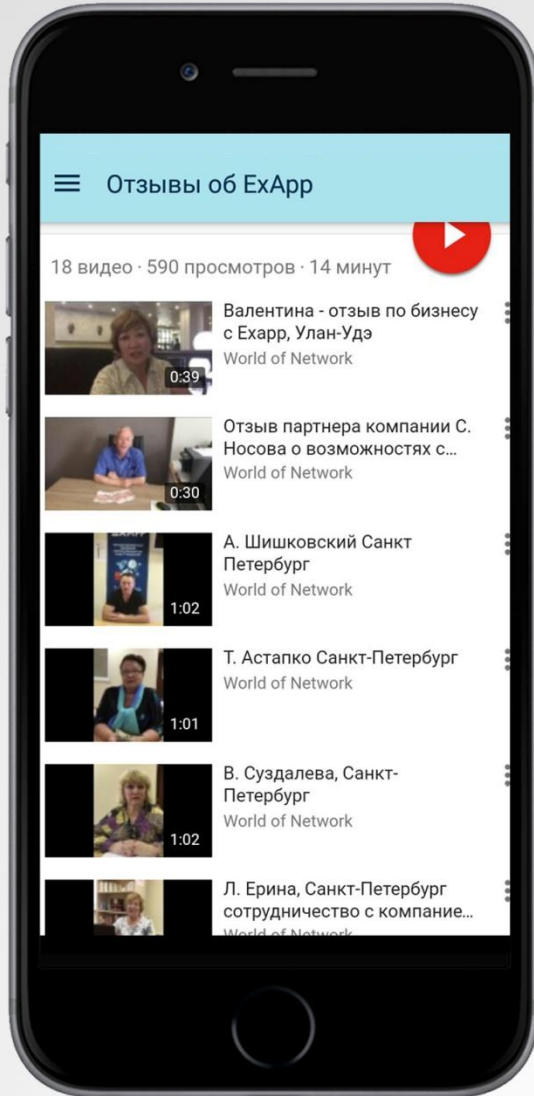 Отзывы об ExApp
18 видео · 590 просмотров · 14 минут
Валентина - отзыв по бизнесу
с Exapp, Улан-Удэ
World of Network
0:39
Отзыв партнера компании С.
Носова о возможностях с...
World of Network
0:30
А. Шишковский Санкт
Петербург
World of Network
1:02
Т. Астапко Санкт-Петербург
World of Network
1:01
В. Суздалева, Санкт-
Петербург
World of Network
1:02
Л. Ерина, Санкт-Петербург
сотрудничество с компание...
World of Network